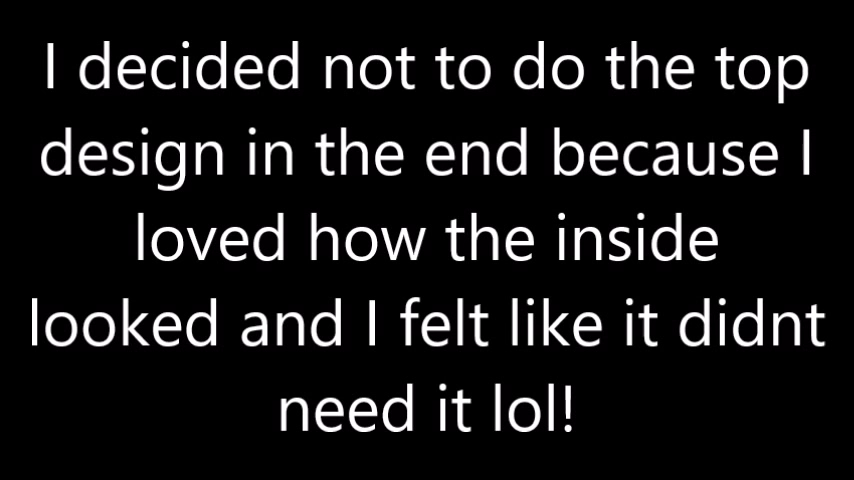 I decided not to do the top
design in the end because I
loved how the inside
looked and I felt like it didnt
need it lol!